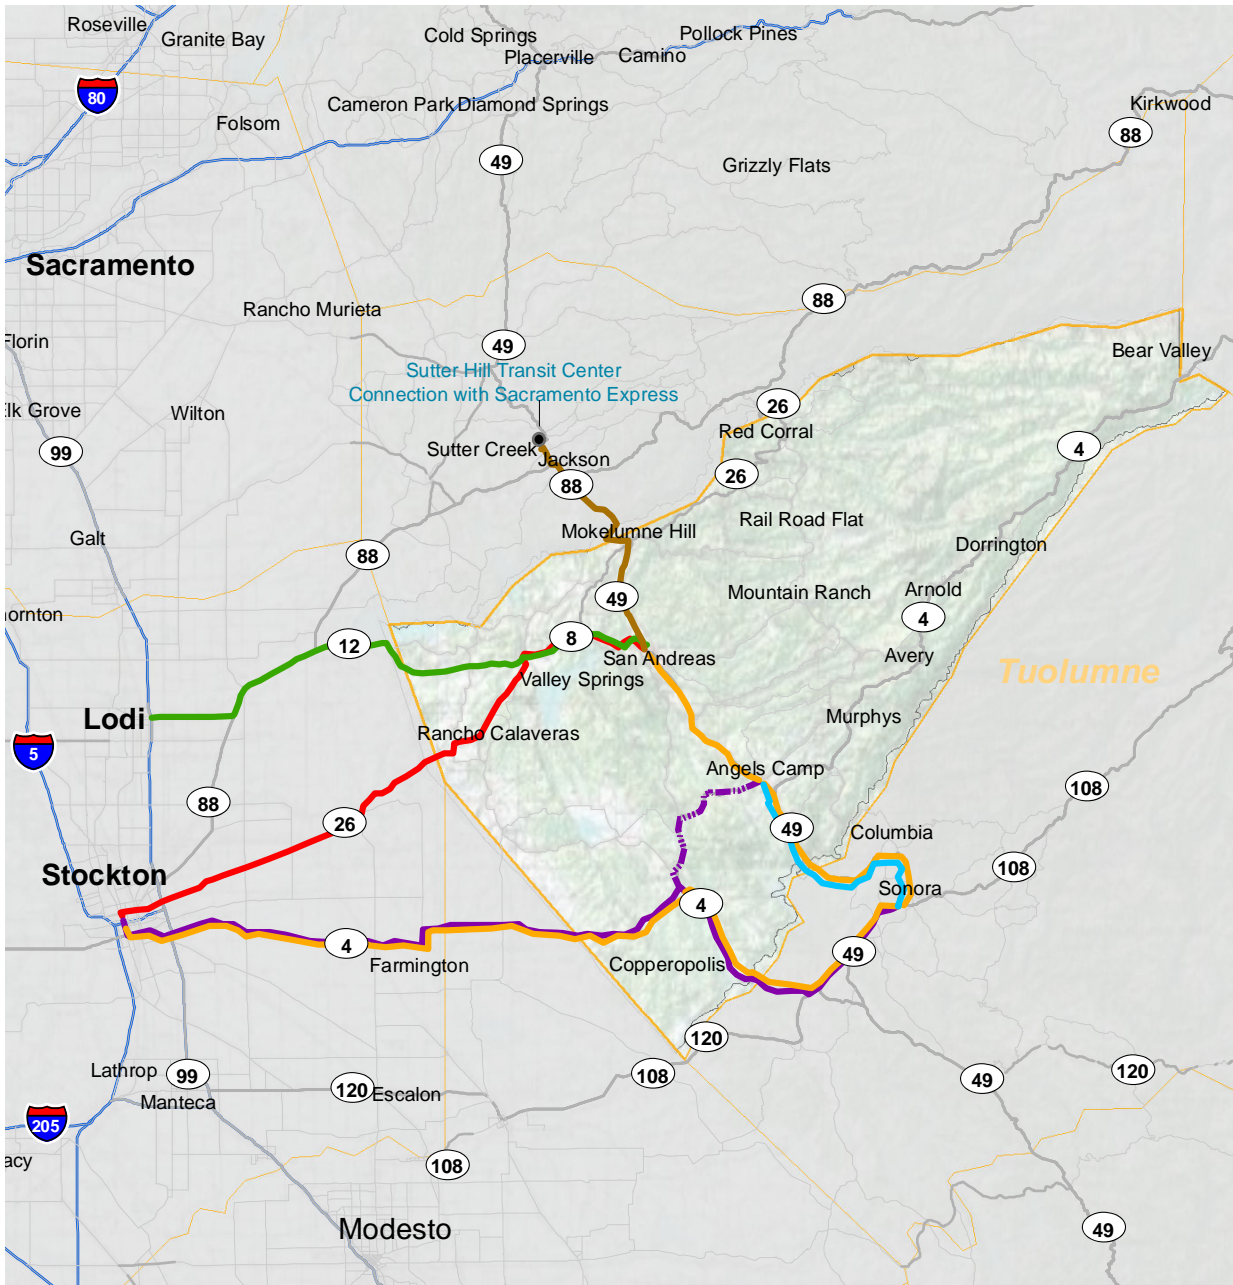 Roseville
Granite Bay
Cold Springs
Pollock Pines
Placerville
Camino
80
Cameron Park
Diamond Springs
Kirkwood
Folsom
88
49
Grizzly Flats
Sacramento
Rancho Murieta
88
Florin
49
Bear Valley
Sutter Hill Transit Center
Connection with Sacramento Express
Elk Grove
Wilton
26
Red Corral
99
Sutter Creek
Jackson
4
26
88
Rail Road Flat
Galt
Mokelumne Hill
Dorrington
88
Mountain Ranch
Arnold
49
ornton
4
12
8
San Andreas
Avery
Tuolumne
Valley Springs
Lodi
Murphys
Rancho Calaveras
5
Angels Camp
108
88
26
49
Columbia
Stockton
108
Sonora
4
4
49
Farmington
Copperopolis
120
Lathrop
99
108
120
49
120
Escalon
Manteca
205
acy
108
Modesto
49